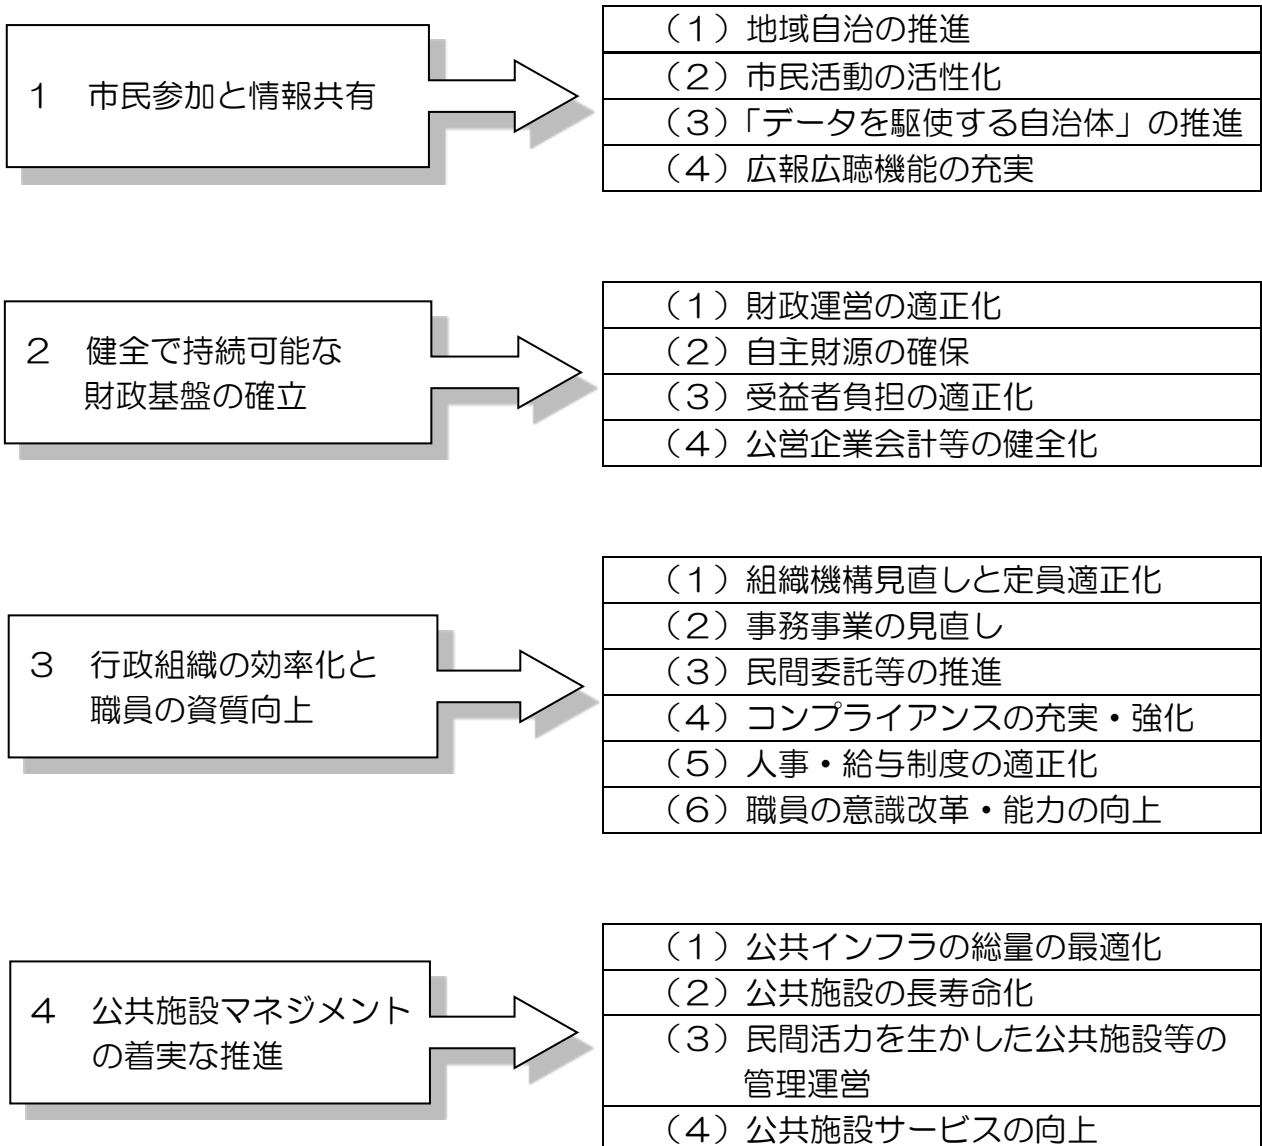 1　市民参加と情報共有
（1）地域自治の推進
（2）市民活動の活性化
（3）「データを駆使する自治体」の推進
（4）広報広聴機能の充実
2　健全で持続可能な
財政基盤の確立
（1）財政運営の適正化
（2）自主財源の確保
（3）受益者負担の適正化
（4）公営企業会計等の健全化
3　行政組織の効率化と
職員の資質向上
（1）組織機構見直しと定員適正化
（2）事務事業の見直し
（3）民間委託等の推進
（4）コンプライアンスの充実・強化
（5）人事・給与制度の適正化
（6）職員の意識改革・能力の向上
4　公共施設マネジメント
の着実な推進
（1）公共インフラの総量の最適化
（2）公共施設の長寿命化
（3）民間活力を生かした公共施設等の
管理運営
（4）公共施設サービスの向上